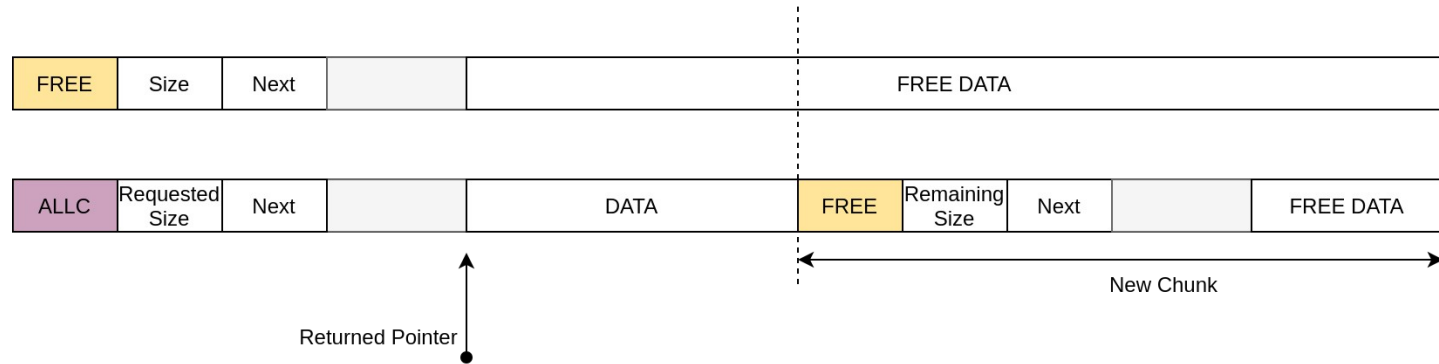 FREE
Size
Next
FREE DATA
ALLC
Requested
Size
Next
DATA
FREE
Remaining
Size
Next
FREE DATA
New Chunk
Returned Pointer